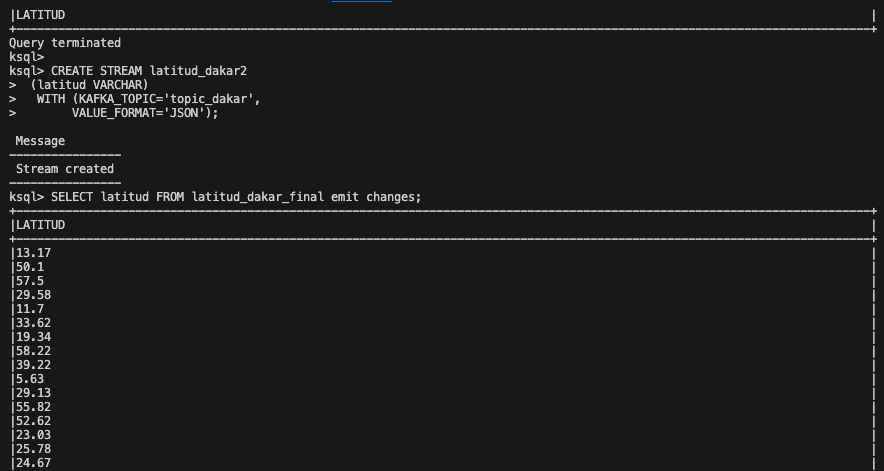 |LATITUD |
Query terminated
ksql>
ksql> CREATE STREAM latitud_dakar2
>  (latitud VARCHAR)
>   WITH (KAFKA_TOPIC='topic_dakar',
>        VALUE_FORMAT='JSON');
 Message
----------------
 Stream created
----------------
ksql> SELECT latitud FROM latitud_dakar_final emit changes;
|LATITUD |
|13.17 |
|50.1 |
|57.5 |
|29.58 |
|11.7 |
|33.62 |
|19.34 |
|58.22 |
|39.22 |
|5.63 |
|29.13 |
|55.82 |
|52.62 |
|23.03 |
|25.78 |
|24.67 |